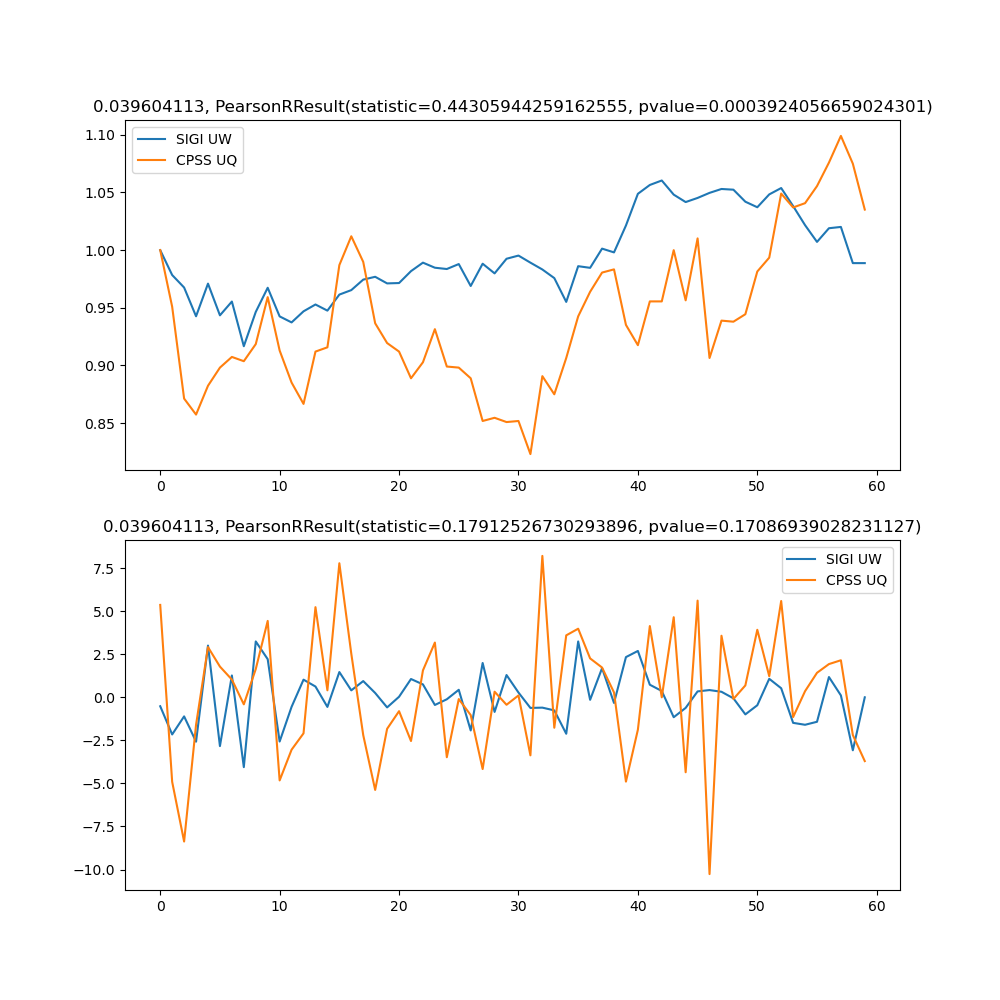 0.039604113, PearsonRResult(statistic=0.44305944259162555, pvalue=0.0003924056659024301)
SIGI UW
CPSS UQ
1.10
1.05
1.00
0.95
0.90
0.85
0 10 20 30 40 50 60
0.039604113, PearsonRResult(statistic=0.17912526730293896, pvalue=0.17086939028231127)
SIGI UW
CPSS UQ
7.5
5.0
2.5
0.0
−2.5
−5.0
−7.5
−10.0
0 10 20 30 40 50 60